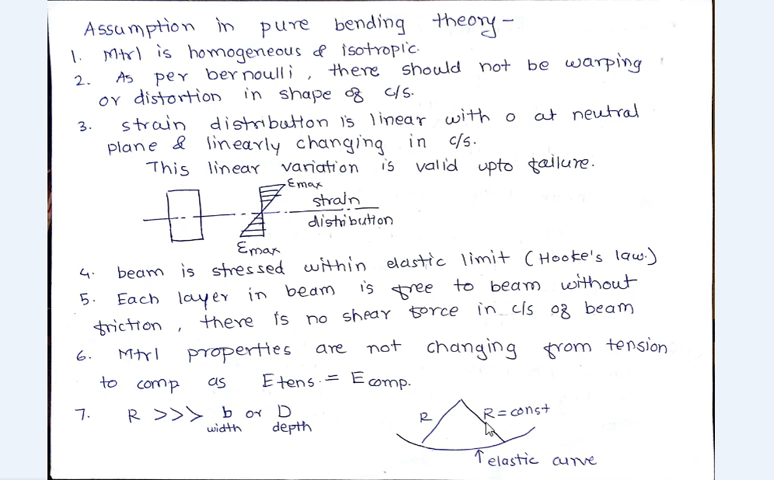 Assumption in pure bending theory-
1. Mtrl is homogeneous & isotropic.
2. As per bernoulli, there should not be warping
or distortion in shape of c/s.
3. strain distribution is linear with 0 at neutral
plane & linearly changing in c/s.
This linear variation is valid upto failure.
Emax
strain
distribution
Emax
4. beam is stressed within elastic limit (Hooke's law.)
5. Each layer in beam is free to beam without
friction, there is no shear force in c/s of beam
6. Mtrl properties are not changing from tension
to comp as Etens. = Ecomp.
7. R >>> b or D
width depth
R R = const
↑ elastic curve